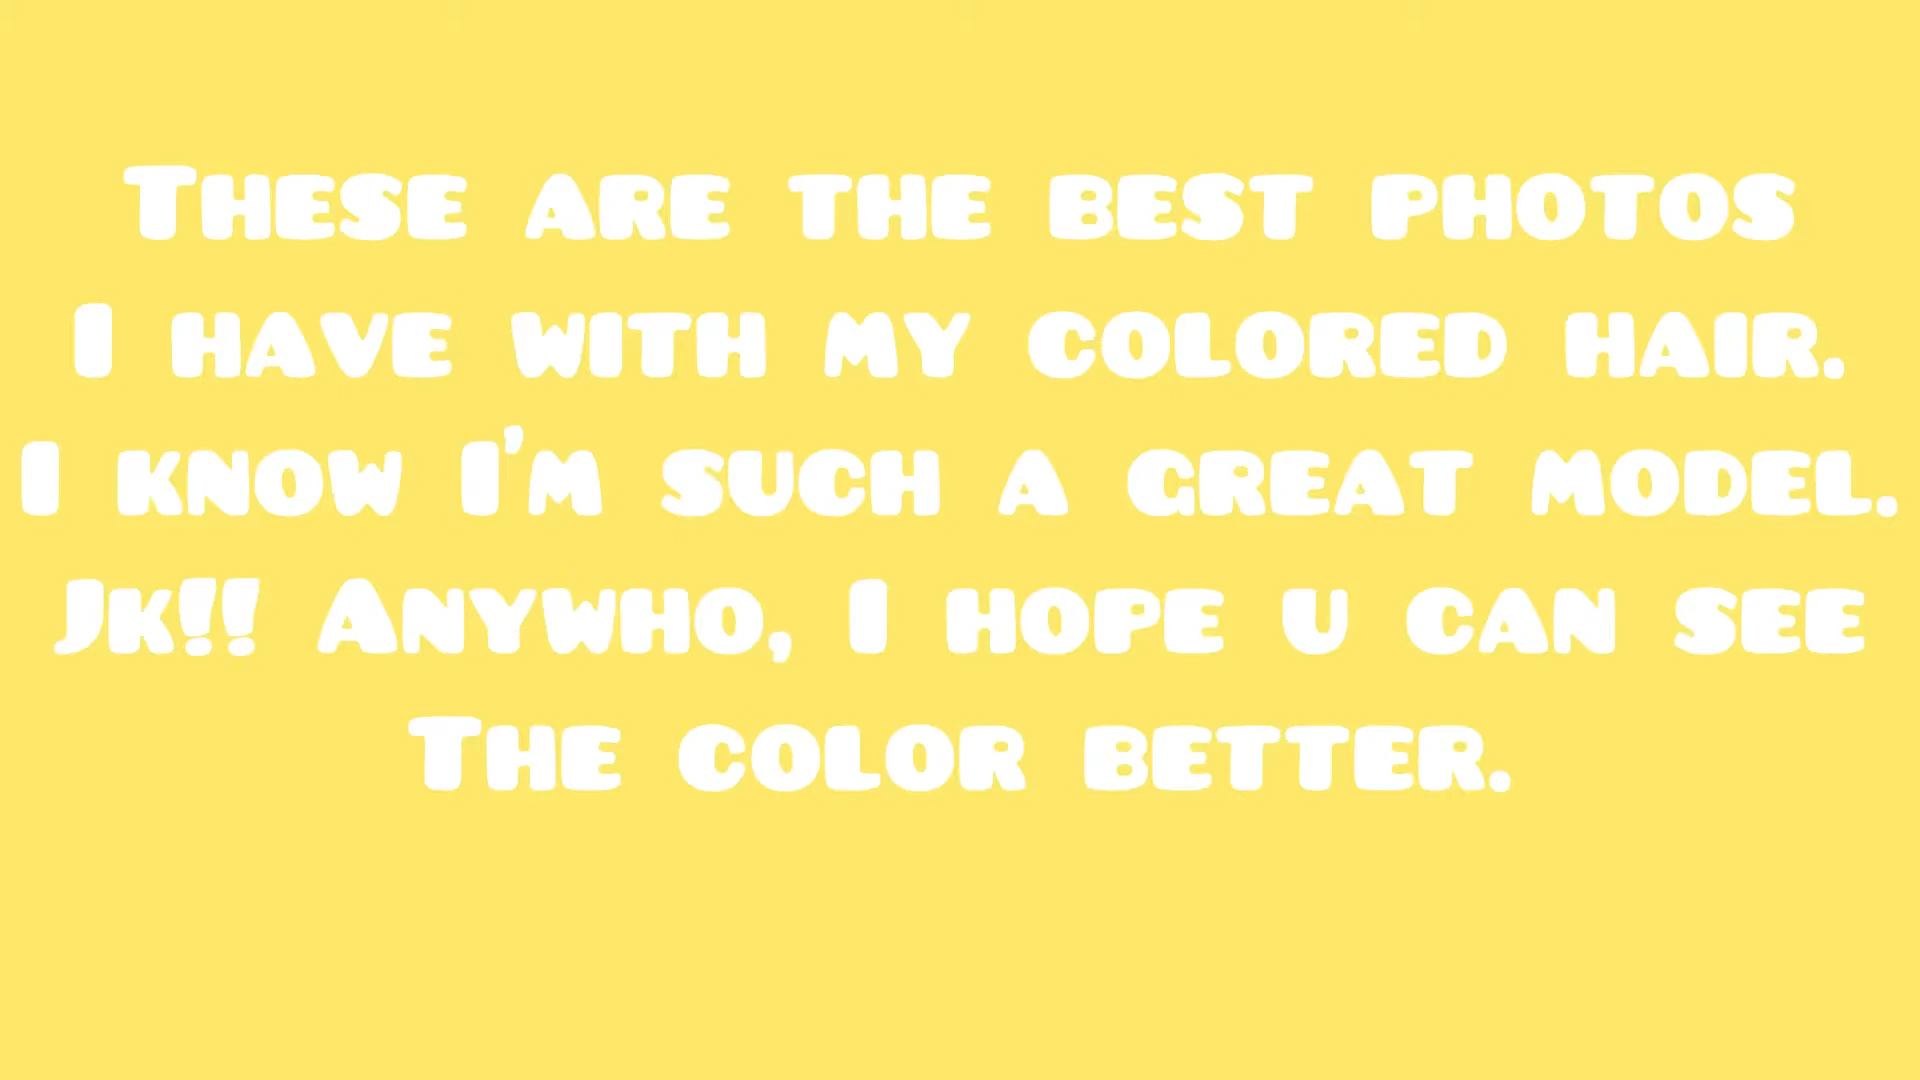 These are the best photos
I have with my colored hair.
I know I'm such a great model.
Jk!! Anywho, I hope u can see
The color better.